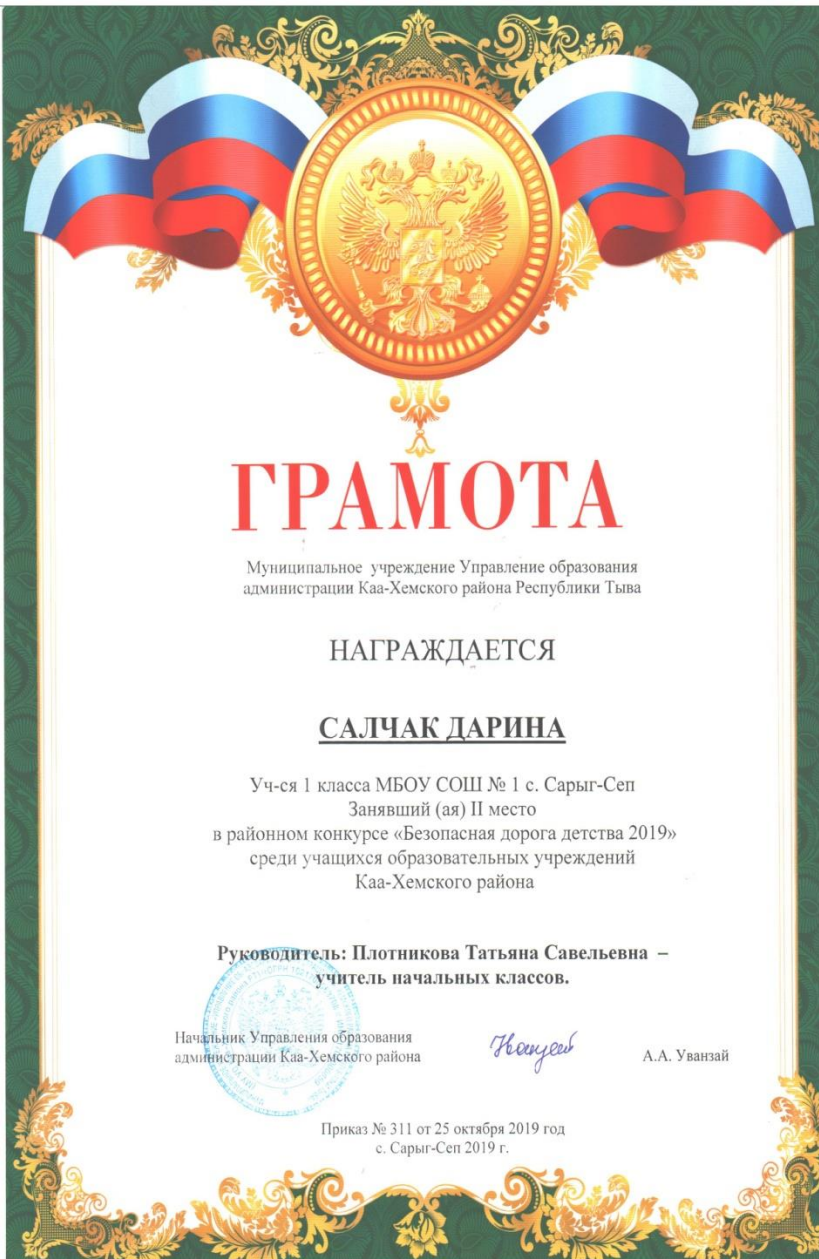 ГРАМОТА
Муниципальное учреждение Управление образования
администрации Каа-Хемского района Республики Тыва
НАГРАЖДАЕТСЯ
САЛЧАК ДАРИНА
Уч-ся 1 класса МБОУ СОШ № 1 с. Сарыг-Сеп
Занявший (ая) II место
в районном конкурсе «Безопасная дорога детства 2019»
среди учащихся образовательных учреждений
Каа-Хемского района
Руководитель: Плотникова Татьяна Савельевна –
учитель начальных классов.
Начальник Управления образования
администрации Каа-Хемского района
А.А. Уванзай
Приказ № 311 от 25 октября 2019 год
с. Сарыг-Сеп 2019 г.